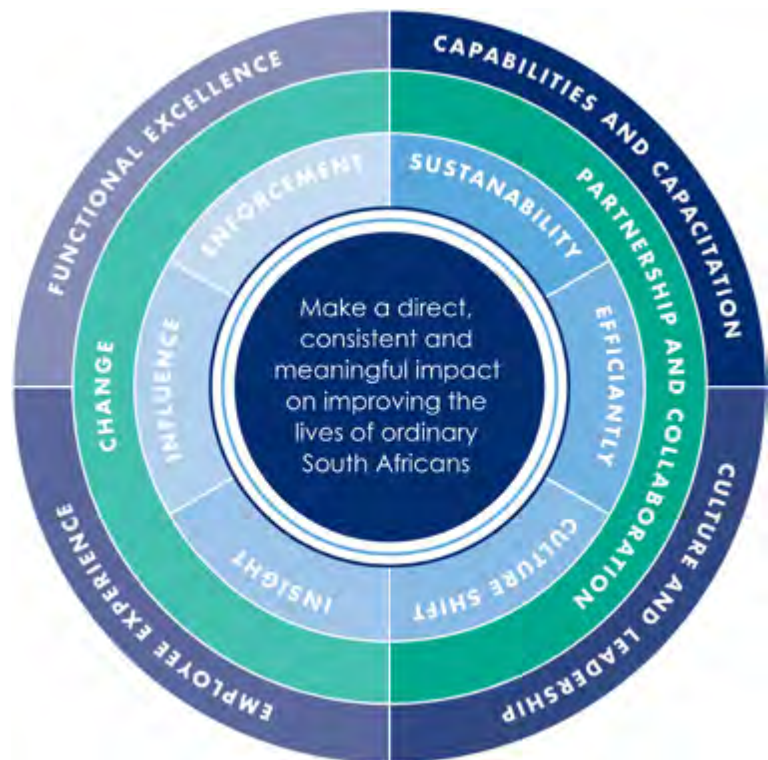 FUNCTIONAL EXCELLENCE
CAPABILITIES AND CAPACITATION
CULTURE AND LEADERSHIP
EMPLOYEE EXPERIENCE
CHANGE
PARTNERSHIP AND COLLABORATION
ENFORCEMENT
SUSTANABILITY
EFFICIANTLY
CULTURE SHIFT
INSIGHT
INFLUENCE
Make a direct,
consistent and
meaningful impact
on improving the
lives of ordinary
South Africans